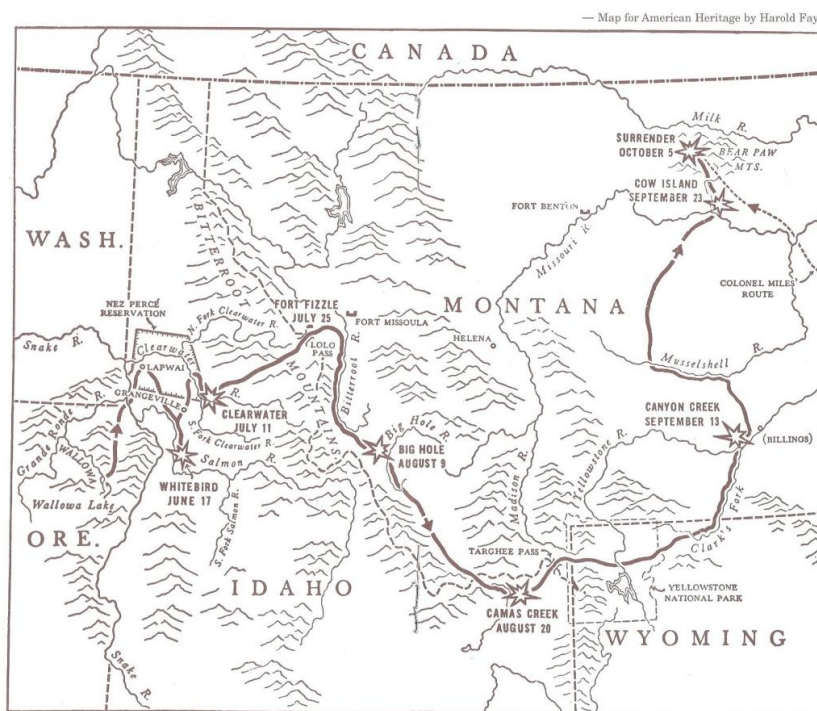 — Map for American Heritage by Harold Fay
CANADA
Milk R.
SURRENDER
OCTOBER 5
BEAR PAW
MTS.
COW ISLAND
SEPTEMBER 23
FORT BENTON
Missouri R.
BITTERROOT
WASH.
COLONEL MILES'
ROUTE
NEZ PERCÉ
RESERVATION
N. Fork Clearwater R.
FORT FIZZLE
JULY 25
FORT MISSOULA
MONTANA
LOLO
PASS
HELENA
Snake R.
Clearwater
R.
LAPWAI
MOUNTAINS
Bitterroot R.
Musselshell R.
GRANGEVILLE
Grande Ronde R.
CLEARWATER
JULY 11
CANYON CREEK
SEPTEMBER 13
(BILLINGS)
S. Fork Clearwater R.
Big Hole R.
BIG HOLE
AUGUST 9
WALLOWA
Salmon R.
Yellowstone R.
WHITEBIRD
JUNE 17
Wallowa Lake
S. Fork Salmon R.
Madison R.
Clark's Fork
ORE.
TARGHEE PASS
IDAHO
YELLOWSTONE
NATIONAL PARK
CAMAS CREEK
AUGUST 20
WYOMING
Snake R.